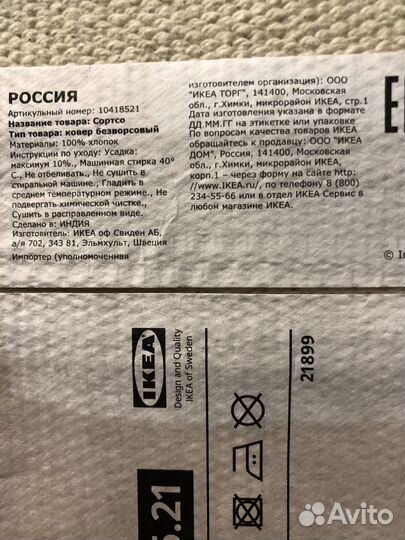 РОССИЯ
Артикульный номер: 10418521
Название товара: Сортсо
Тип товара: ковер безворсовый
Материалы: 100% хлопок
Инструкции по уходу: Усадка:
максимум 10%., Машинная стирка 40°
С., Не отбеливать., Не сушить в
стиральной машине., Гладить в
среднем температурном режиме., Не
подвергать химической чистке.,
Сушить в расправленном виде.
Сделано в: ИНДИЯ
Изготовитель: ИКЕА оф Свиден АБ,
а/я 702, 343 81, Эльмхульт, Швеция
Импортер (уполномоченная
изготовителем организация): ООО
"ИКЕА ТОРГ", 141400, Московская
обл., г.Химки, микрорайон ИКЕА, стр.1
Дата изготовления указана в формате
ДД.ММ.ГГ на этикетке или упаковке
По вопросам качества товаров ИКЕА
обращайтесь к продавцу: ООО "ИКЕА
ДОМ", Россия, 141400, Московская
обл., г.Химки, микрорайон ИКЕА,
корп.1 – через форму на сайте http:
//www.IKEA.ru/, по телефону 8 (800)
234-55-66 или в отдел ИКЕА Сервис в
любом магазине ИКЕА.
© In
IKEA
Design and Quality
IKEA of Sweden
21899
5.21
Avito